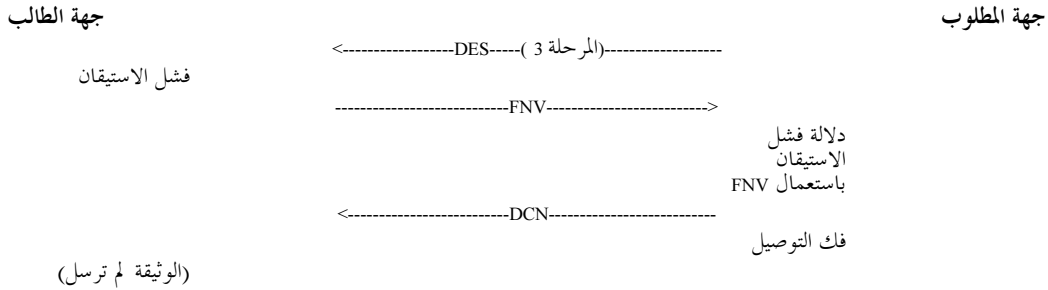 جهة المطلوب جهة الطالب
<-------------------DES-----( المرحلة 3)-------------------
فشل الاستيقان
----------------------------FNV-------------------------->
دلالة فشل
الاستيقان
باستعمال FNV
<--------------------------DCN---------------------------
فك التوصيل
(الوثيقة لم ترسل)